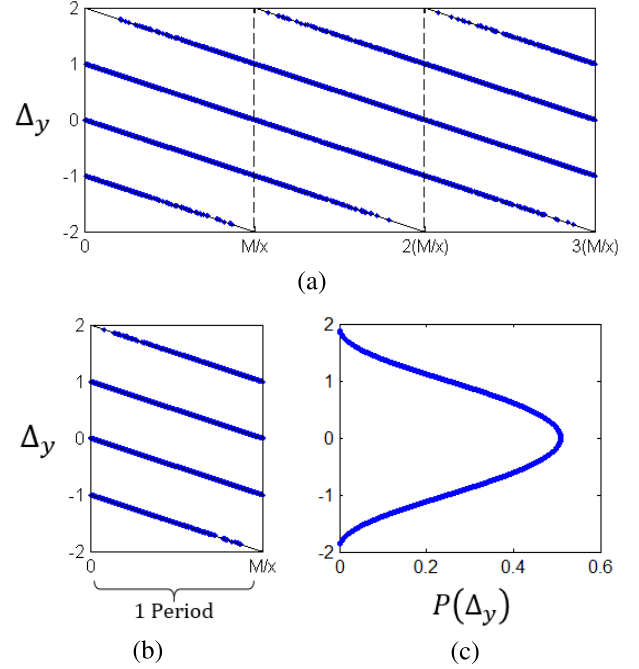 2
1
Δy
0
-1
-2
0 M/x 2(M/x) 3(M/x)
(a)
2 2
1 1
Δy 0 0
-1 -1
-2 -2
0 M/x 0 0.2 0.4 0.6
1 Period P(Δy)
(b) (c)